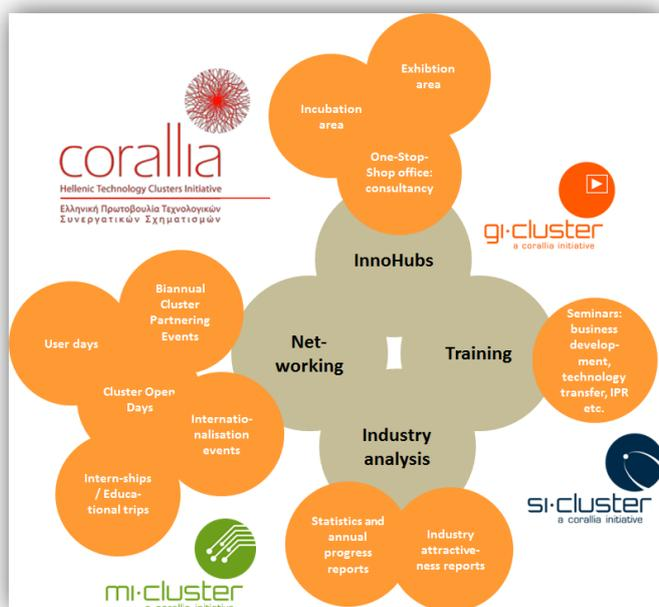 Exhibtion
area
Incubation
area
One-Stop-
Shop office:
consultancy
corallia
Hellenic Technology Clusters Initiative
Ελληνική Πρωτοβουλία Τεχνολογικών
Συνεργατικών Σχηματισμών
gi·cluster
a corallia initiative
InnoHubs
Biannual
Cluster
Partnering
Events
User days
Net-
working
Training
Seminars:
business
develop-
ment,
technology
transfer, IPR
etc.
Cluster Open
Days
Internatio-
nalisation
events
Industry
analysis
Intern-ships
/ Educa-
tional trips
si·cluster
a corallia initiative
Statistics and
annual
progress
reports
Industry
attractive-
ness reports
mi·cluster
a corallia initiative